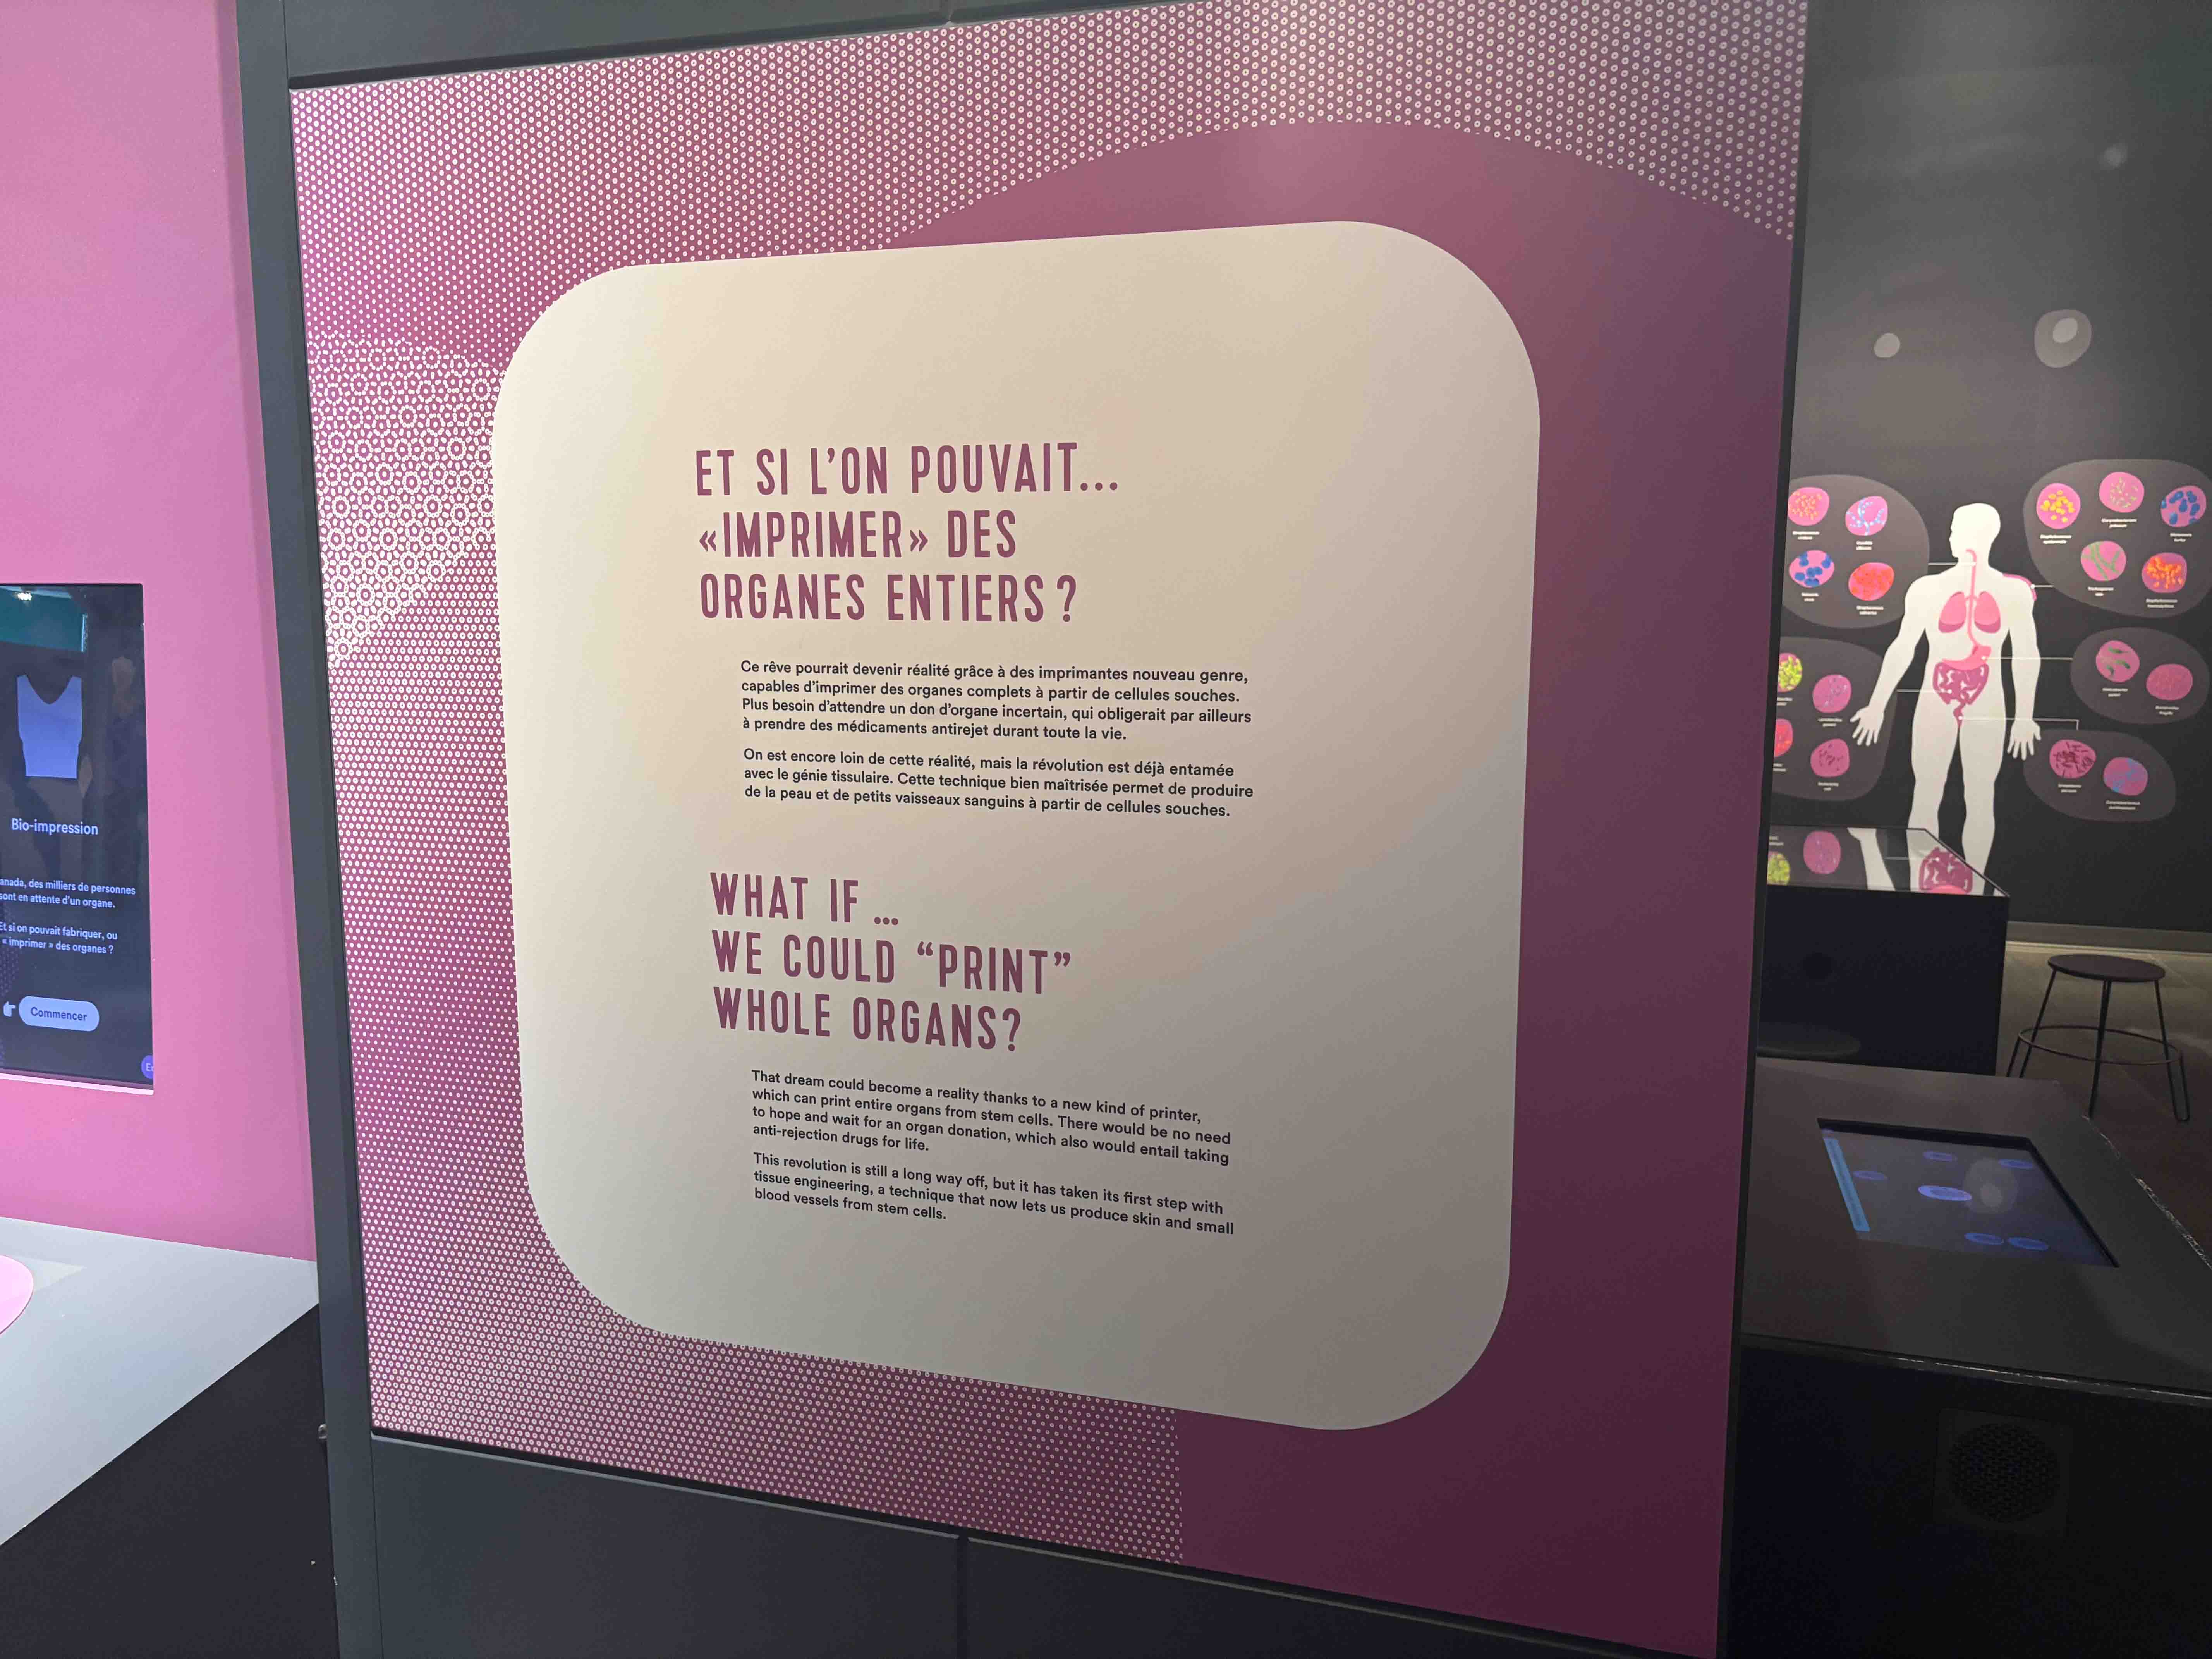 ET SI L'ON POUVAIT...
«IMPRIMER» DES
ORGANES ENTIERS ?
Ce rêve pourrait devenir réalité grâce à des imprimantes nouveau genre,
capables d'imprimer des organes complets à partir de cellules souches.
Plus besoin d'attendre un don d'organe incertain, qui obligerait par ailleurs
à prendre des médicaments antirejet durant toute la vie.
On est encore loin de cette réalité, mais la révolution est déjà entamée
avec le génie tissulaire. Cette technique bien maîtrisée permet de produire
de la peau et de petits vaisseaux sanguins à partir de cellules souches.
WHAT IF ...
WE COULD “PRINT”
WHOLE ORGANS?
That dream could become a reality thanks to a new kind of printer,
which can print entire organs from stem cells. There would be no need
to hope and wait for an organ donation, which also would entail taking
anti-rejection drugs for life.
This revolution is still a long way off, but it has taken its first step with
tissue engineering, a technique that now lets us produce skin and small
blood vessels from stem cells.
Bio-impression
anada, des milliers de personnes
sont en attente d'un organe.
Et si on pouvait fabriquer, ou
« imprimer » des organes ?
Commencer